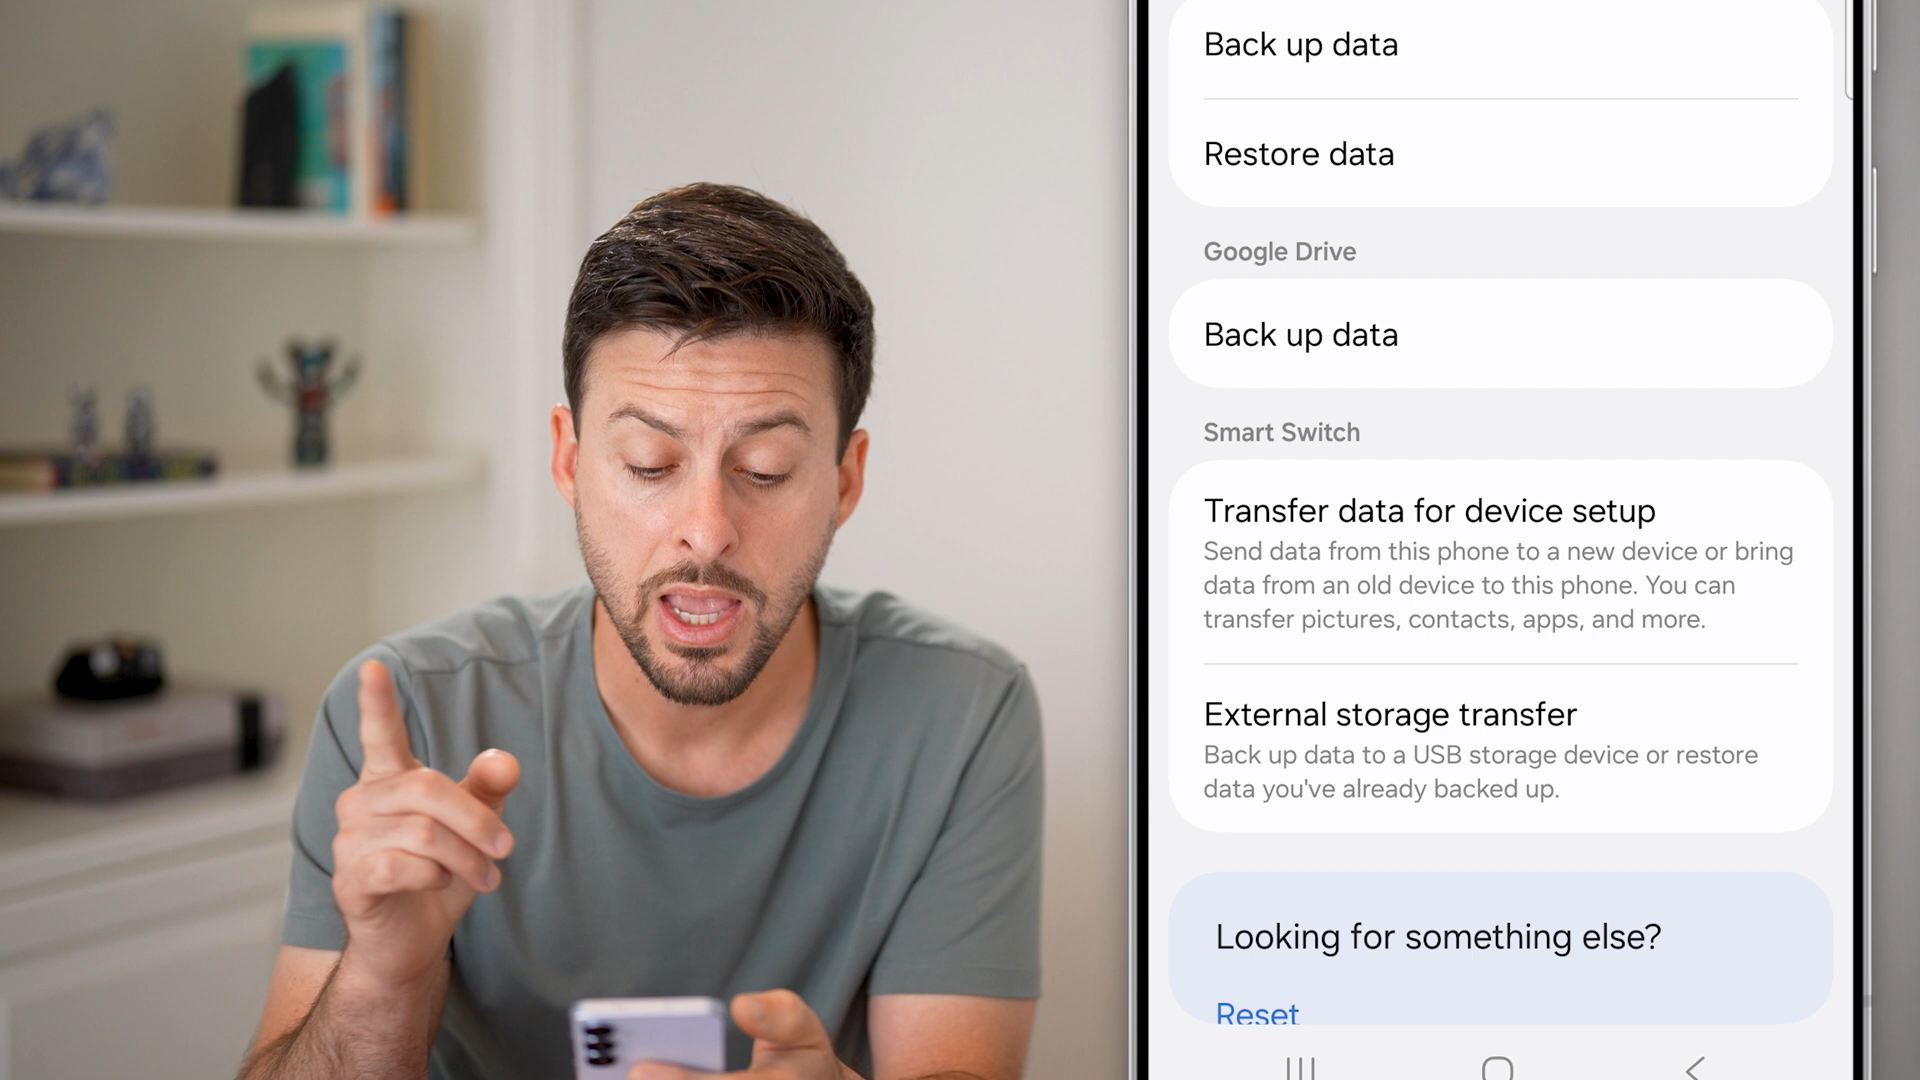 Back up data
Restore data
Google Drive
Back up data
Smart Switch
Transfer data for device setup
Send data from this phone to a new device or bring
data from an old device to this phone. You can
transfer pictures, contacts, apps, and more.
External storage transfer
Back up data to a USB storage device or restore
data you've already backed up.
Looking for something else?
Reset